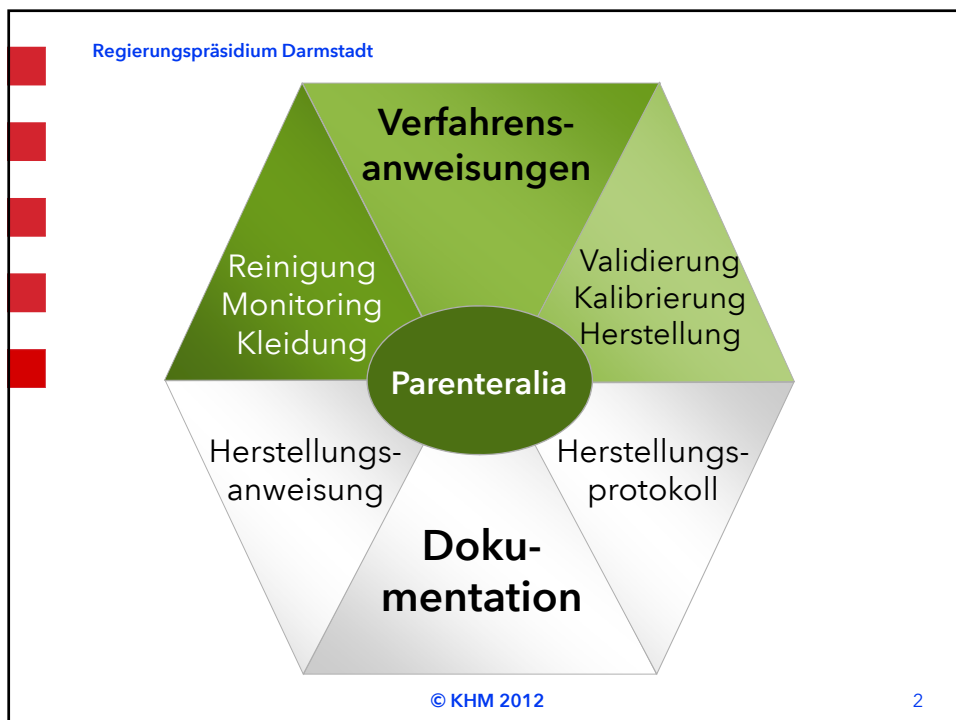 Regierungspräsidium Darmstadt
Verfahrens-
anweisungen
Reinigung
Monitoring
Kleidung
Validierung
Kalibrierung
Herstellung
Parenteralia
Herstellungs-
anweisung
Herstellungs-
protokoll
Doku-
mentation
© KHM 2012
2